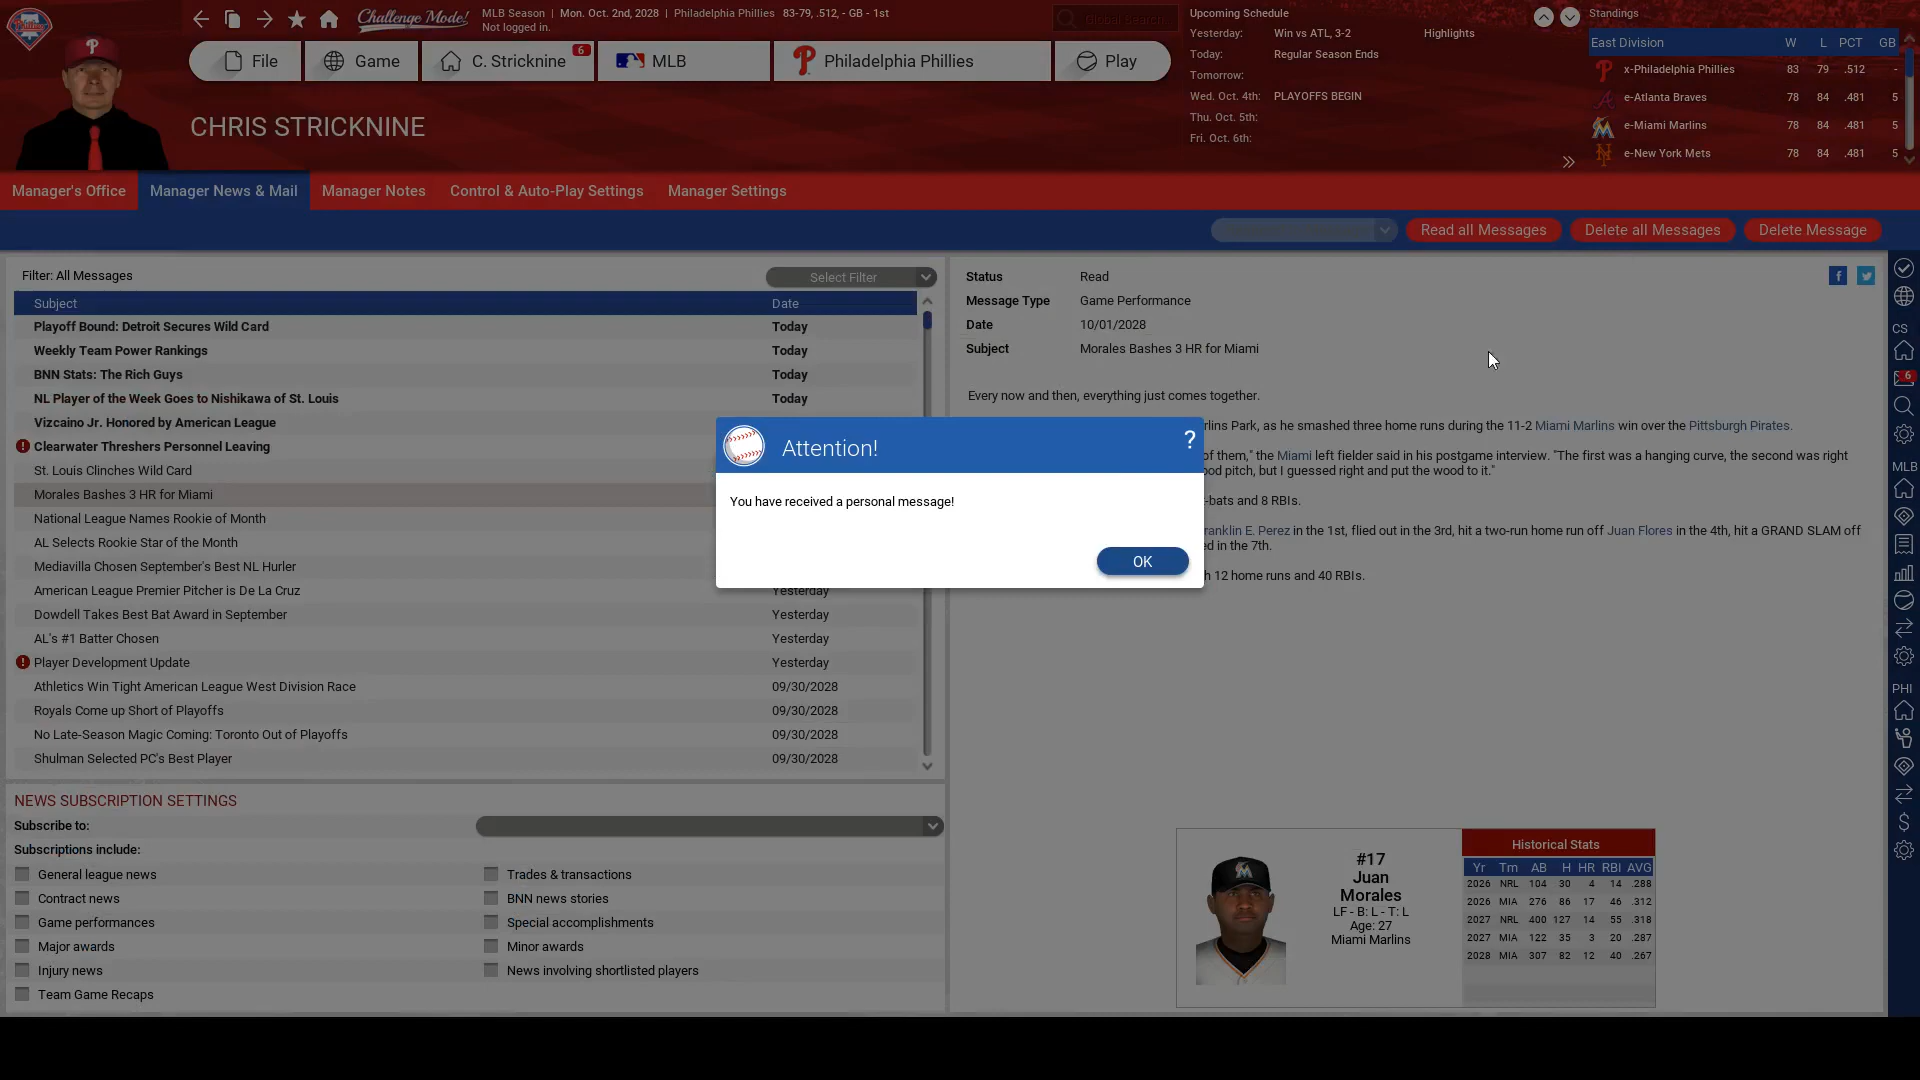 Challenge Mode!
MLB Season | Mon. Oct. 2nd, 2028 | Philadelphia Phillies 83-79, .512, - GB - 1st
Not logged in.
Global Search
File
Game
C. Stricknine
6
MLB
Philadelphia Phillies
Play
CHRIS STRICKNINE
Upcoming Schedule
Yesterday: Win vs ATL, 3-2 Highlights
Today: Regular Season Ends
Tomorrow:
Wed. Oct. 4th: PLAYOFFS BEGIN
Thu. Oct. 5th:
Fri. Oct. 6th:
Standings
East Division W L PCT GB
x-Philadelphia Phillies 83 79 .512 -
e-Atlanta Braves 78 84 .481 5
e-Miami Marlins 78 84 .481 5
e-New York Mets 78 84 .481 5
Manager's Office
Manager News & Mail
Manager Notes
Control & Auto-Play Settings
Manager Settings
Read all Messages
Delete all Messages
Delete Message
Filter: All Messages
Select Filter
Subject Date
Playoff Bound: Detroit Secures Wild Card Today
Weekly Team Power Rankings Today
BNN Stats: The Rich Guys Today
NL Player of the Week Goes to Nishikawa of St. Louis Today
Vizcaino Jr. Honored by American League
Clearwater Threshers Personnel Leaving
St. Louis Clinches Wild Card
Morales Bashes 3 HR for Miami
National League Names Rookie of Month
AL Selects Rookie Star of the Month
Mediavilla Chosen September's Best NL Hurler
American League Premier Pitcher is De La Cruz Yesterday
Dowdell Takes Best Bat Award in September Yesterday
AL's #1 Batter Chosen Yesterday
Player Development Update Yesterday
Athletics Win Tight American League West Division Race 09/30/2028
Royals Come up Short of Playoffs 09/30/2028
No Late-Season Magic Coming: Toronto Out of Playoffs 09/30/2028
Shulman Selected PC's Best Player 09/30/2028
Status Read
Message Type Game Performance
Date 10/01/2028
Subject Morales Bashes 3 HR for Miami
Every now and then, everything just comes together.
rlins Park, as he smashed three home runs during the 11-2 Miami Marlins win over the Pittsburgh Pirates.
of them," the Miami left fielder said in his postgame interview. "The first was a hanging curve, the second was right
ood pitch, but I guessed right and put the wood to it."
-bats and 8 RBIs.
ranklin E. Perez in the 1st, flied out in the 3rd, hit a two-run home run off Juan Flores in the 4th, hit a GRAND SLAM off
ed in the 7th.
h 12 home runs and 40 RBIs.
Attention!
?
You have received a personal message!
OK
NEWS SUBSCRIPTION SETTINGS
Subscribe to:
Subscriptions include:
General league news Trades & transactions
Contract news BNN news stories
Game performances Special accomplishments
Major awards Minor awards
Injury news News involving shortlisted players
Team Game Recaps
#17
Juan
Morales
LF - B: L - T: L
Age: 27
Miami Marlins
Historical Stats
Yr Tm AB H HR RBI AVG
2026 NRL 104 30 4 14 .288
2026 MIA 276 86 17 46 .312
2027 NRL 400 127 14 55 .318
2027 MIA 122 35 3 20 .287
2028 MIA 307 82 12 40 .267
CS
6
MLB
PHI